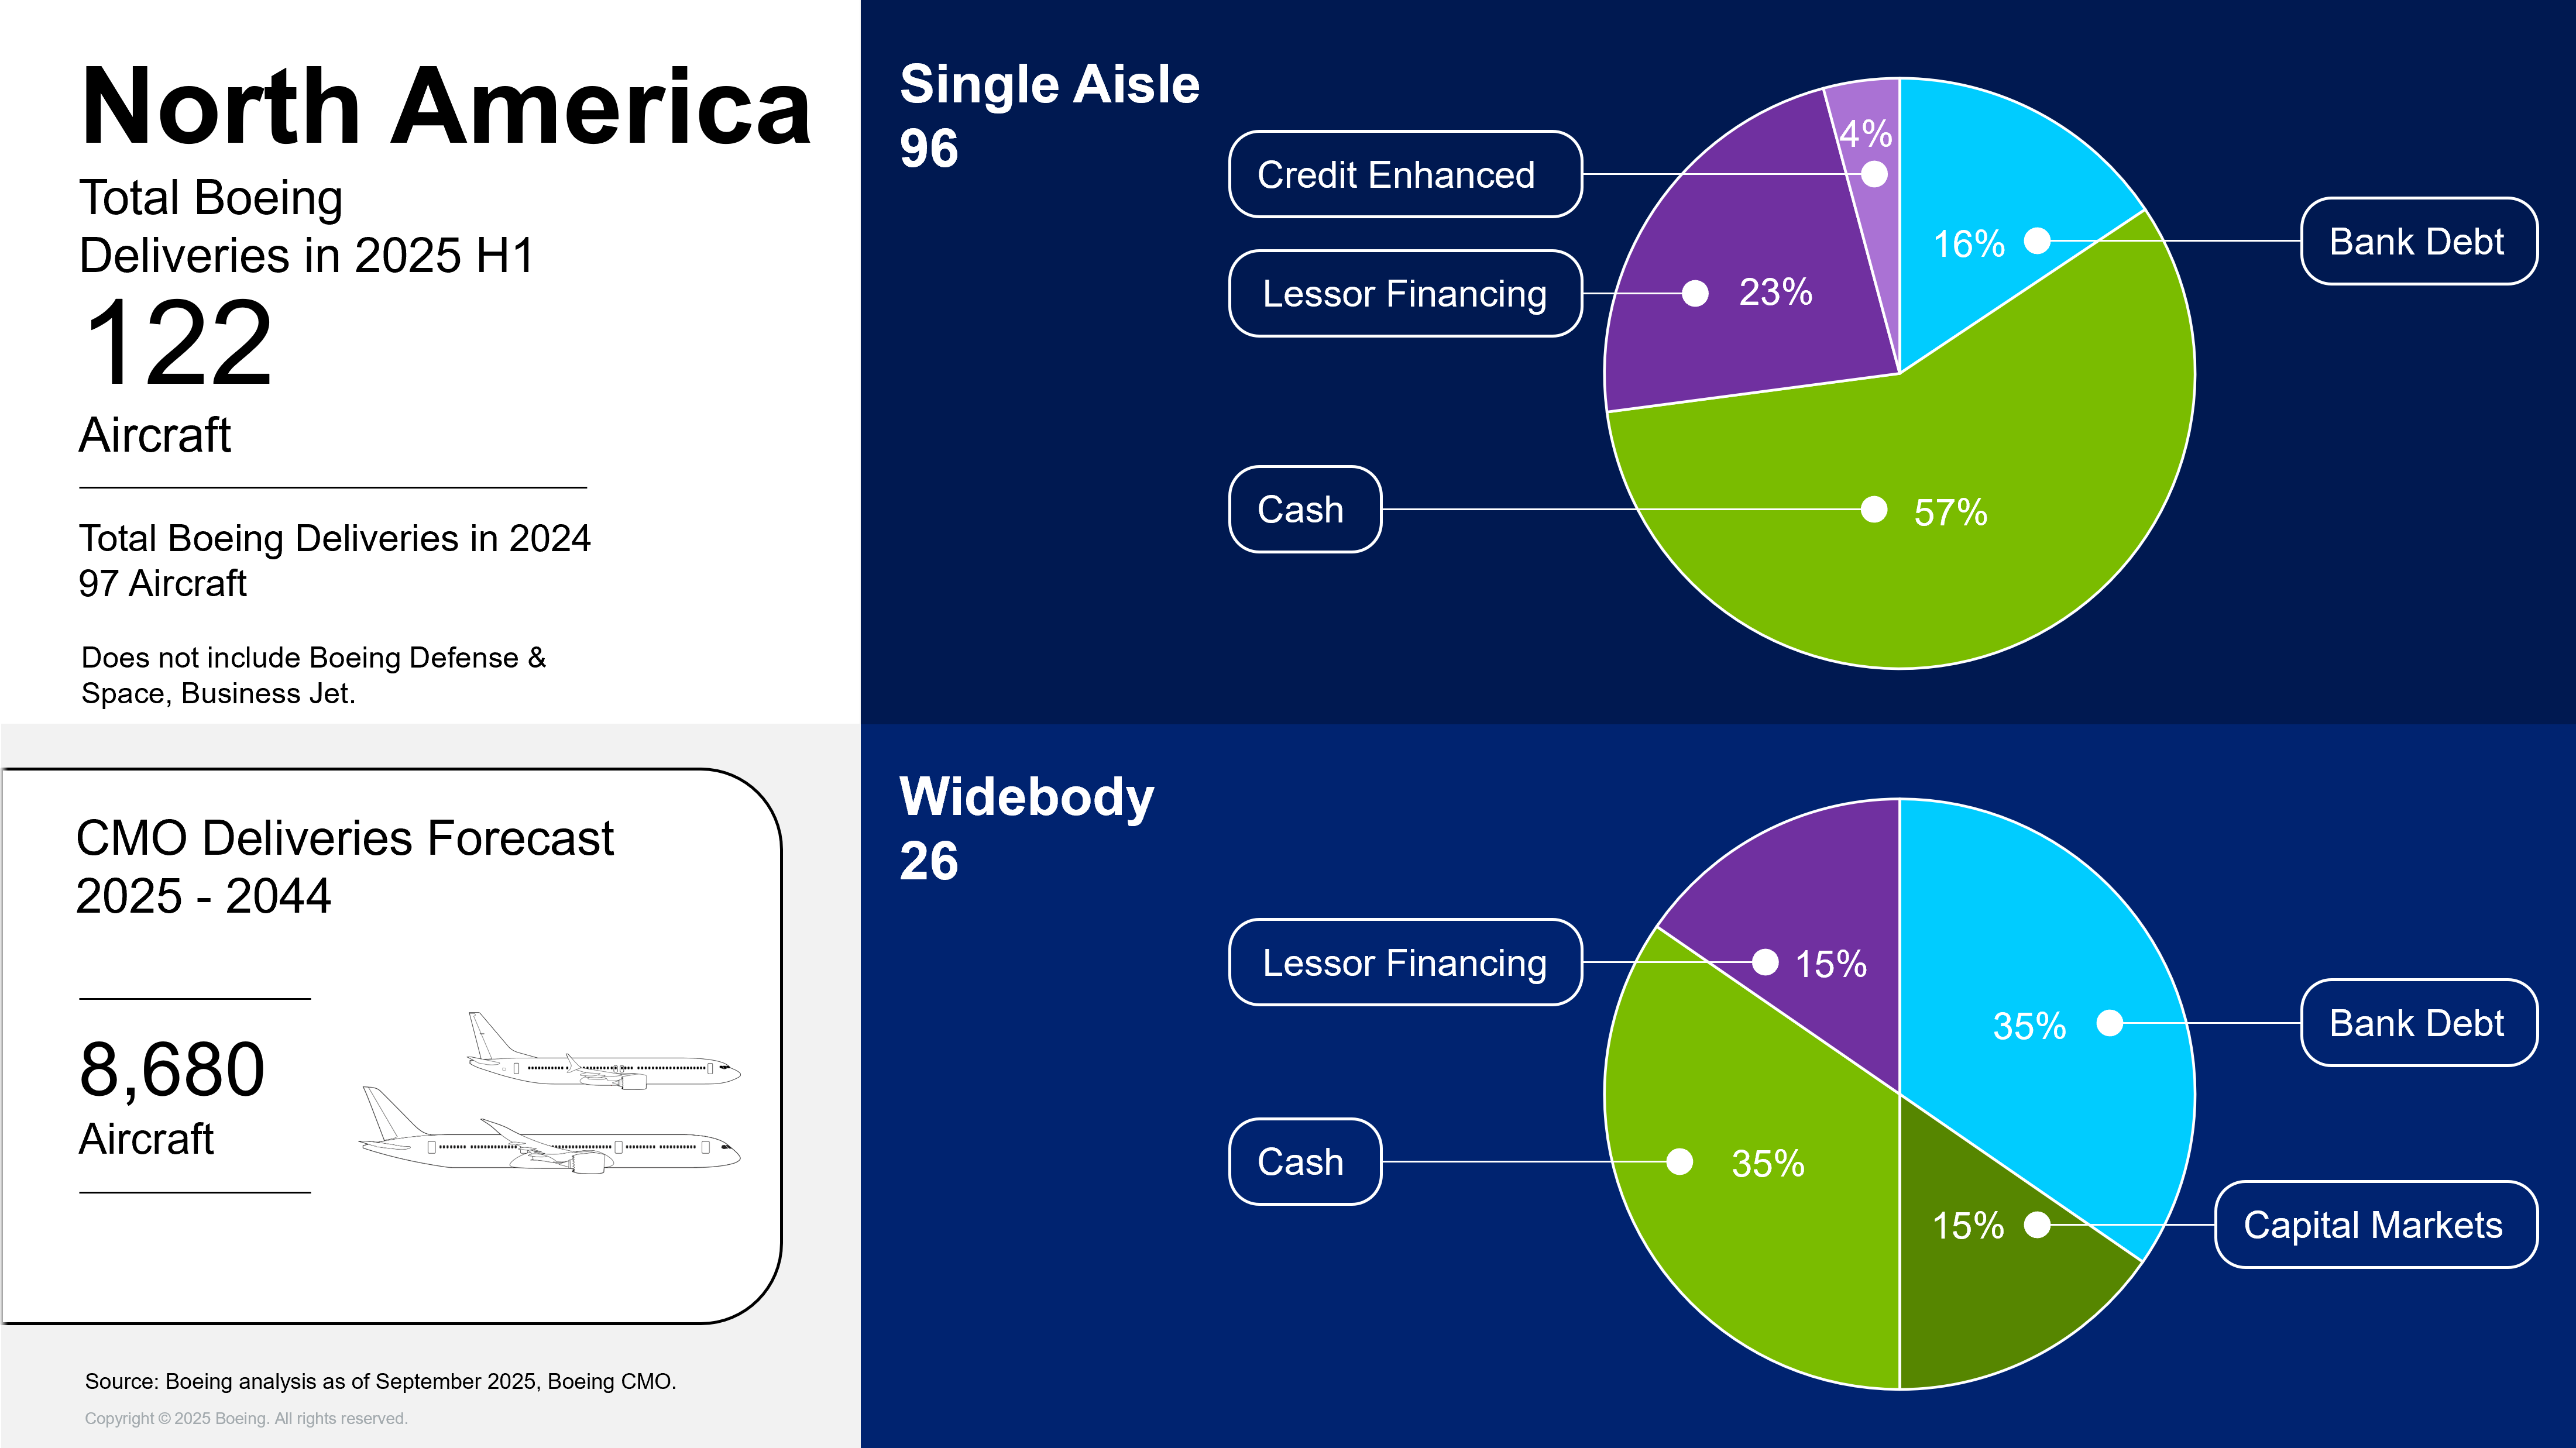 North America
Total Boeing
Deliveries in 2025 H1
122
Aircraft
Total Boeing Deliveries in 2024
97 Aircraft
Does not include Boeing Defense &
Space, Business Jet.
CMO Deliveries Forecast
2025 - 2044
8,680
Aircraft
Source: Boeing analysis as of September 2025, Boeing CMO.
Copyright © 2025 Boeing. All rights reserved.
Single Aisle
96
Credit Enhanced
4%
Bank Debt
16%
Lessor Financing
23%
Cash
57%
Widebody
26
Lessor Financing
15%
Bank Debt
35%
Cash
35%
Capital Markets
15%